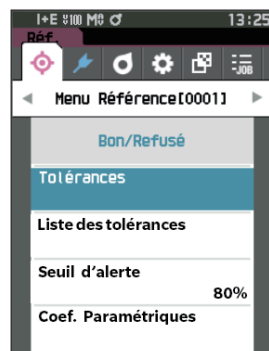 I+E %100 M0 13:25
Réf.
Menu Référence[0001]
-JOB
Bon/Refusé
Tolérances
Liste des tolérances
Seuil d'alerte
80%
Coef. Paramétriques